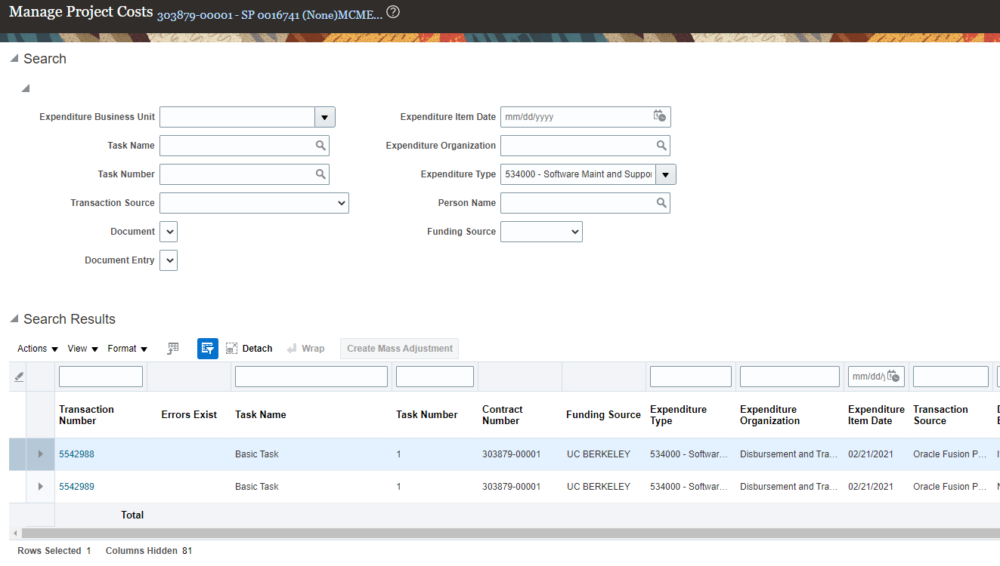 Manage Project Costs 303879-00001 - SP 0016741 (None)MCME... ?
Search
Expenditure Business Unit
Expenditure Item Date mm/dd/yyyy
Task Name
Expenditure Organization
Task Number
Expenditure Type 534000 - Software Maint and Suppor
Transaction Source
Person Name
Document
Funding Source
Document Entry
Search Results
Actions View Format Detach Wrap Create Mass Adjustment
mm/dd/y
Transaction Number Errors Exist Task Name Task Number Contract Number Funding Source Expenditure Type Expenditure Organization Expenditure Item Date Transaction Source
5542988 Basic Task 1 303879-00001 UC BERKELEY 534000 - Softwar... Disbursement and Tra... 02/21/2021 Oracle Fusion P...
5542989 Basic Task 1 303879-00001 UC BERKELEY 534000 - Softwar... Disbursement and Tra... 02/21/2021 Oracle Fusion P...
Total
Rows Selected 1 Columns Hidden 81